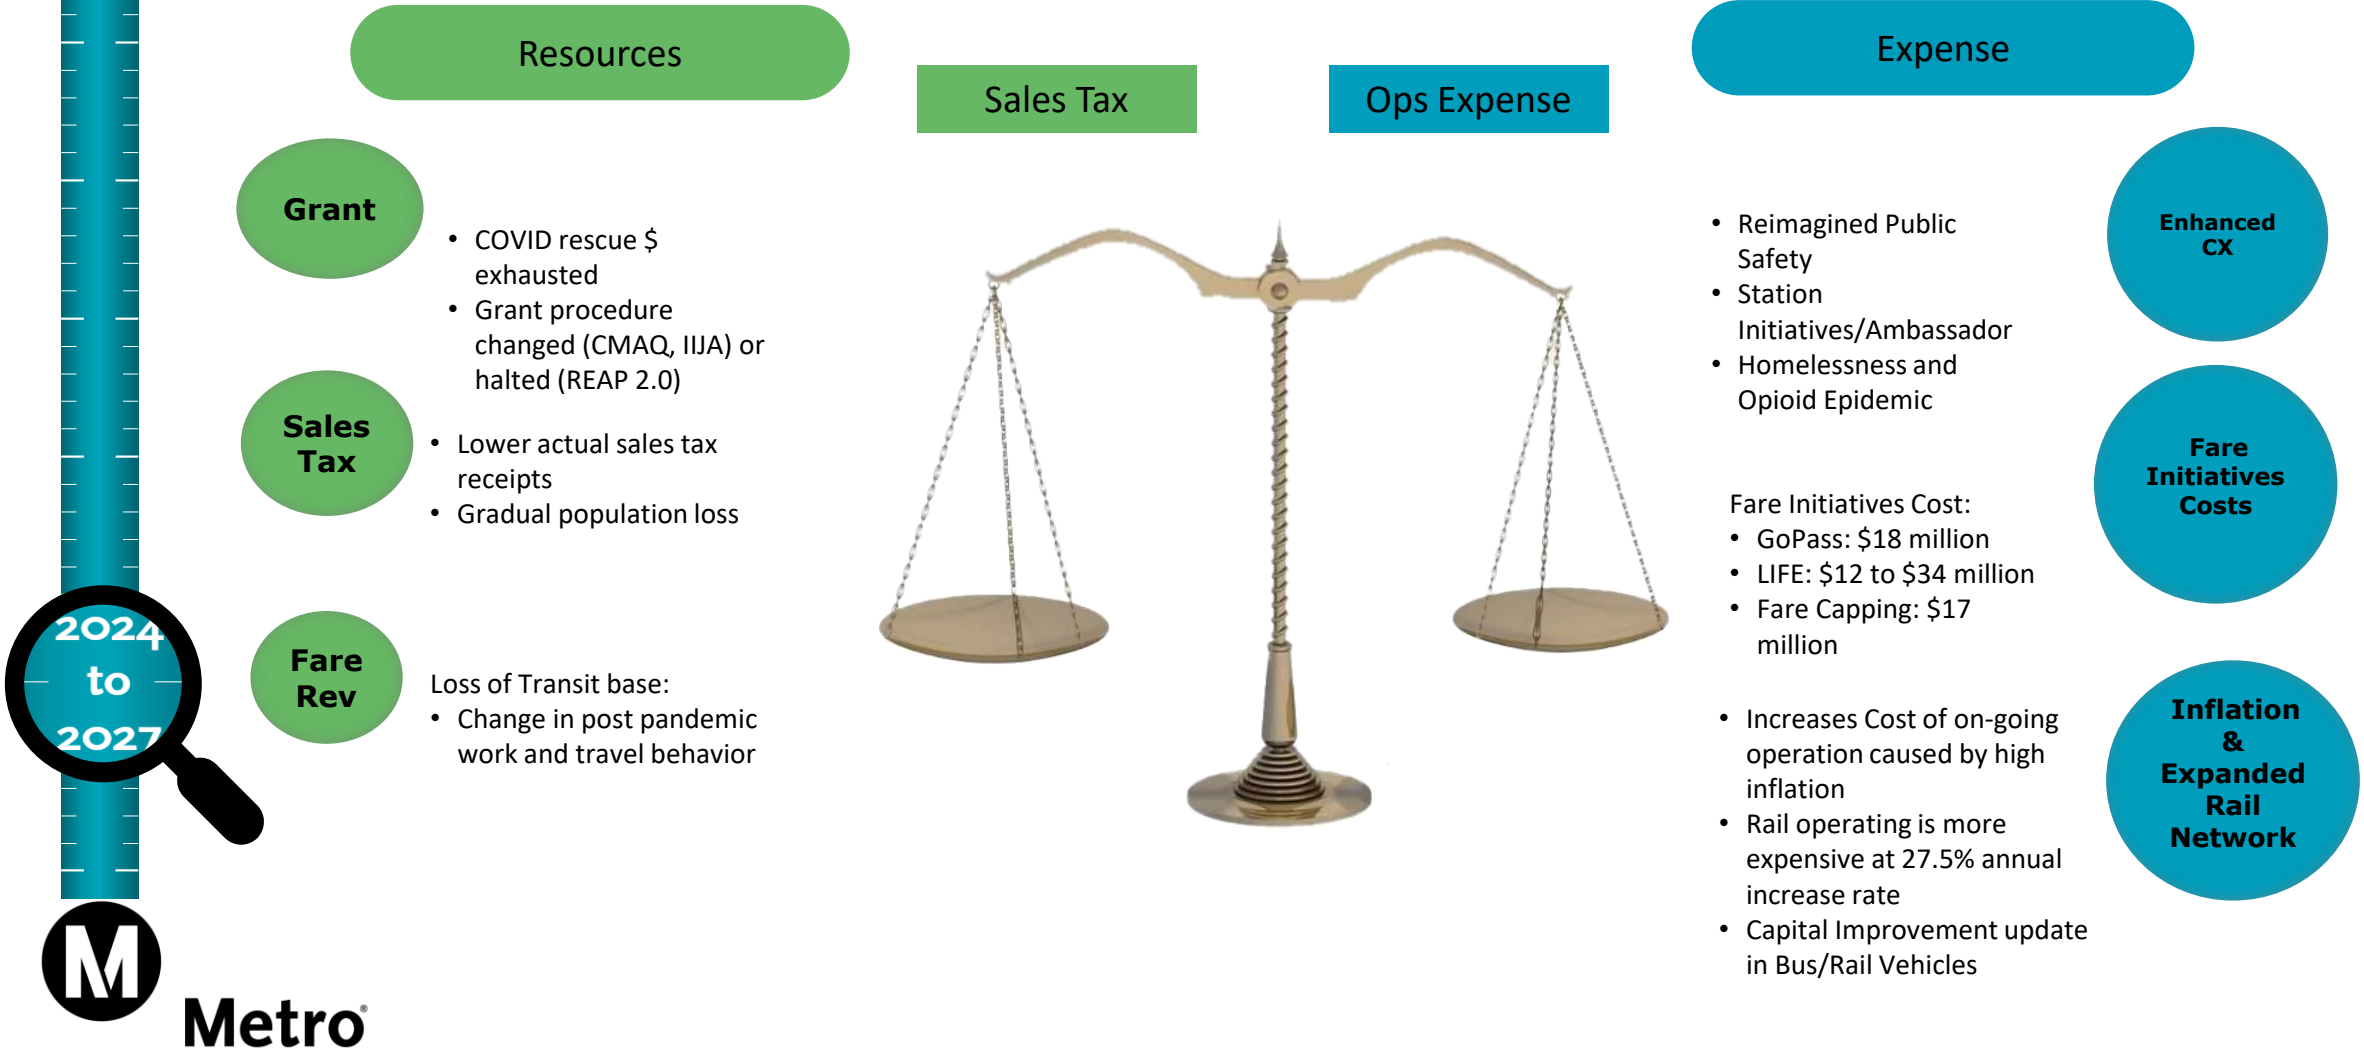 Resources
Sales Tax
Ops Expense
Expense
Grant
• COVID rescue $
exhausted
• Grant procedure
changed (CMAQ, IIJA) or
halted (REAP 2.0)
Sales
Tax
• Lower actual sales tax
receipts
• Gradual population loss
Fare
Rev
Loss of Transit base:
• Change in post pandemic
work and travel behavior
• Reimagined Public
Safety
• Station
Initiatives/Ambassador
• Homelessness and
Opioid Epidemic
Enhanced
CX
Fare Initiatives Cost:
• GoPass: $18 million
• LIFE: $12 to $34 million
• Fare Capping: $17
million
Fare
Initiatives
Costs
• Increases Cost of on-going
operation caused by high
inflation
• Rail operating is more
expensive at 27.5% annual
increase rate
• Capital Improvement update
in Bus/Rail Vehicles
Inflation
&
Expanded
Rail
Network
2024
to
2027
M
Metro®